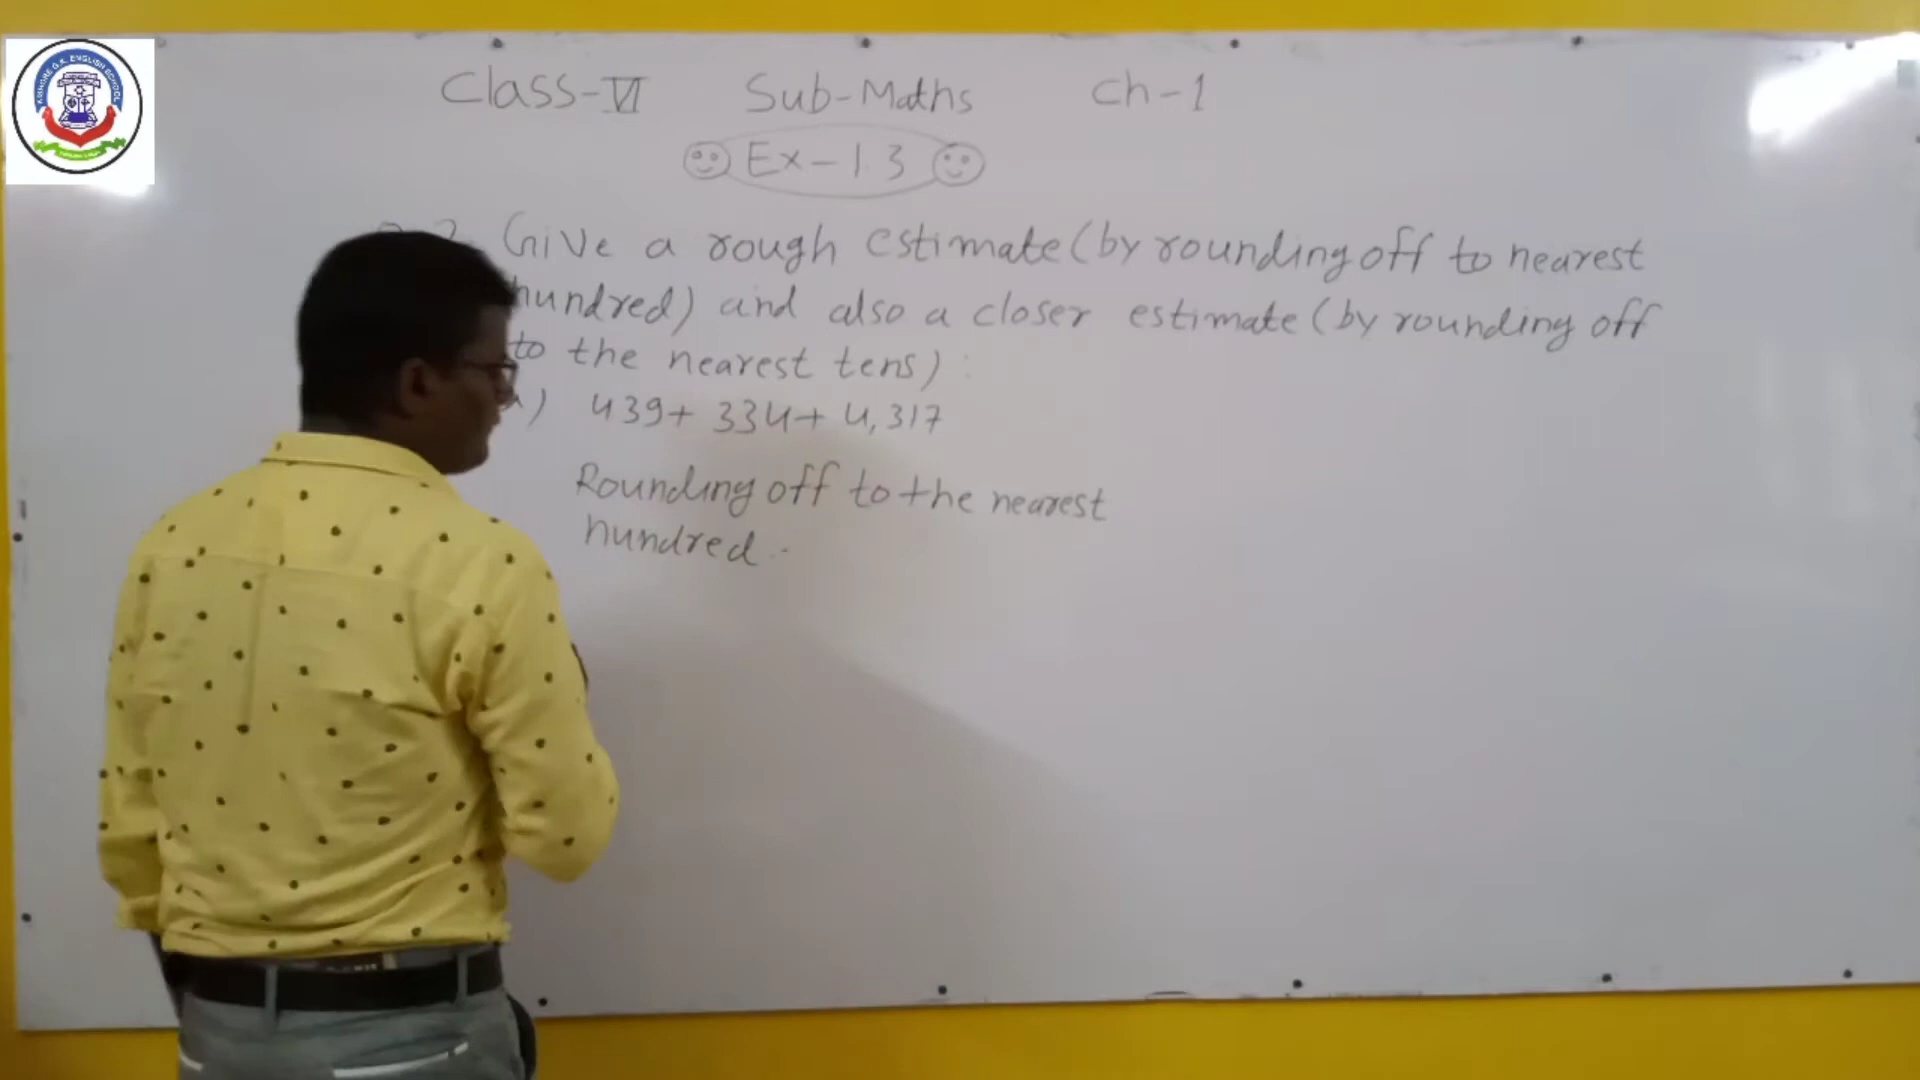 Class-VI Sub-Maths Ch-1
Ex-1.3
Give a rough estimate (by rounding off to nearest
hundred) and also a closer estimate (by rounding off
to the nearest tens) :
a) 439+ 334+ 4,317
Rounding off to the nearest
hundred.-